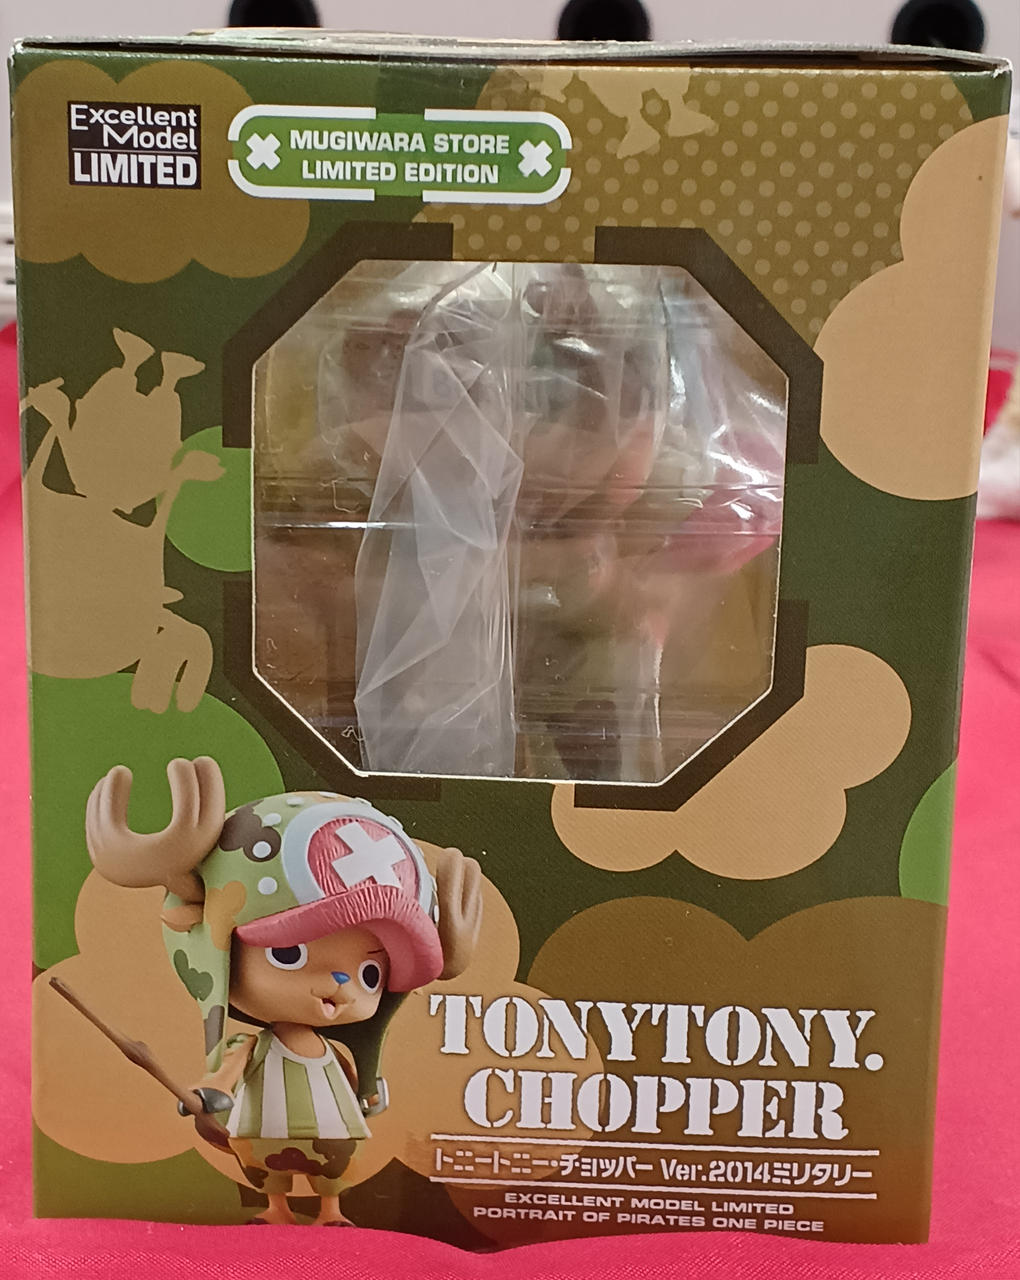 Excellent
Model
LIMITED
MUGIWARA STORE
LIMITED EDITION
TONYTONY.
CHOPPER
トニートニー・チョッパー Ver.2014ミリタリー
EXCELLENT MODEL LIMITED
PORTRAIT OF PIRATES ONE PIECE